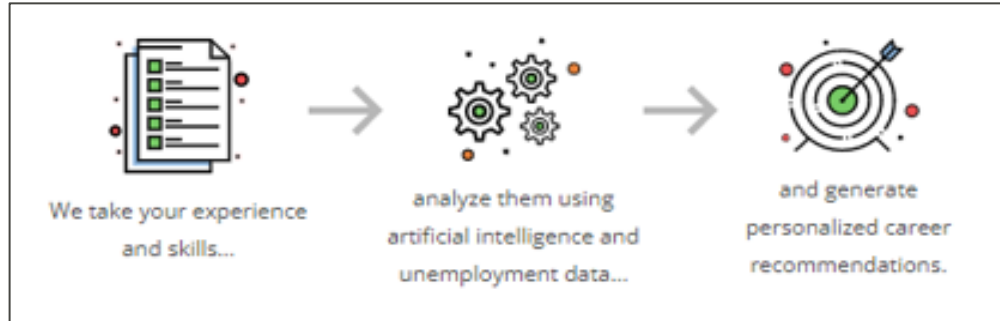 We take your experience
and skills...
analyze them using
artificial intelligence and
unemployment data...
and generate
personalized career
recommendations.